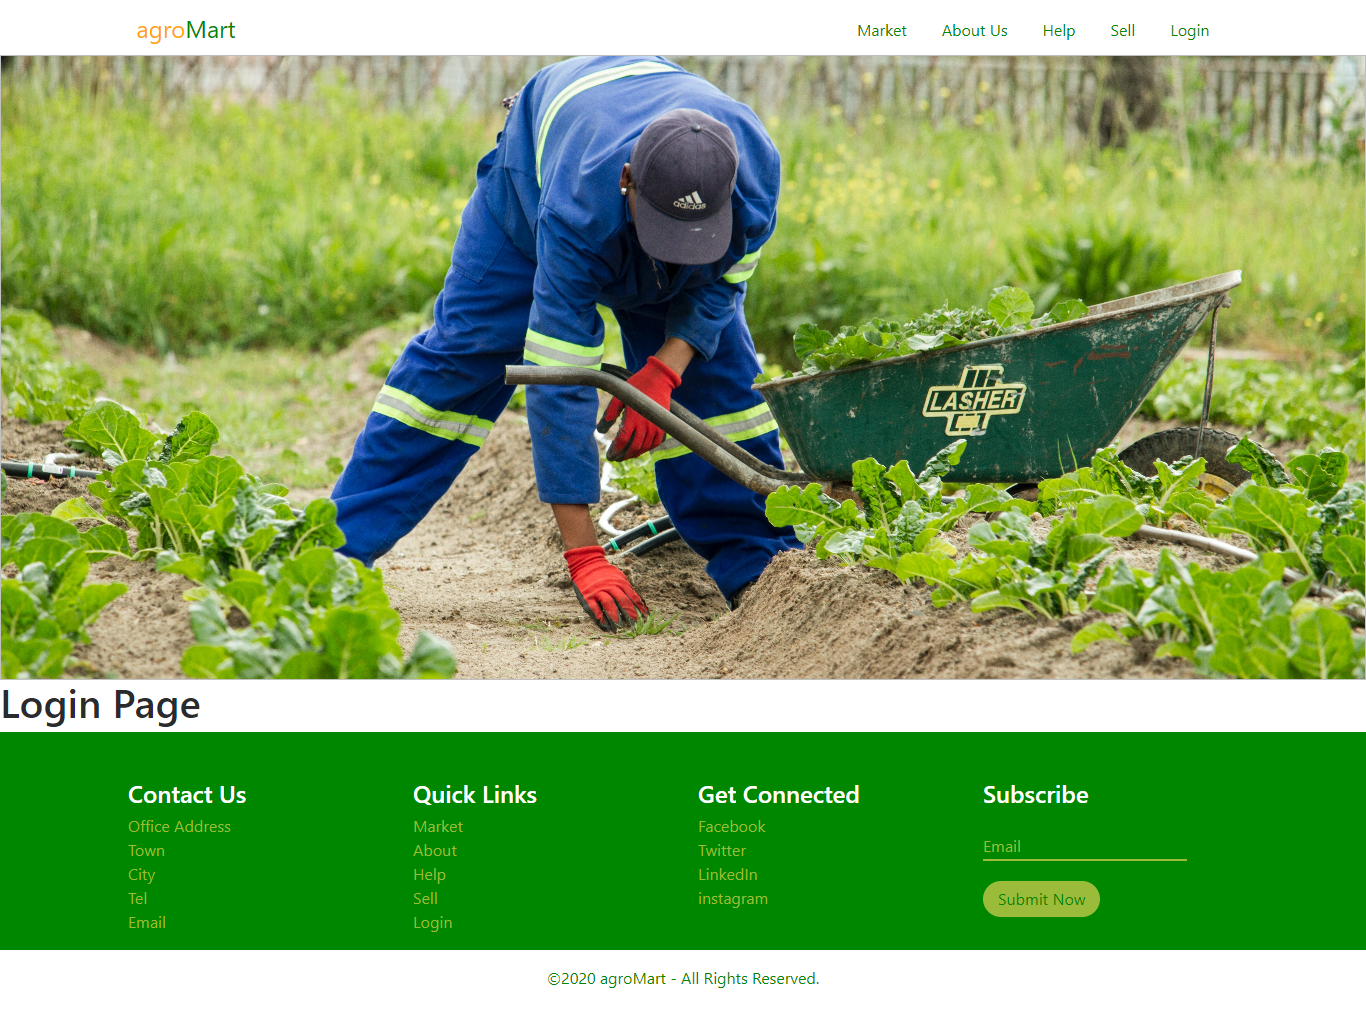 agroMart
Market About Us Help Sell Login
adidas
LASHER
Login Page
Contact Us
Office Address
Town
City
Tel
Email
Quick Links
Market
About
Help
Sell
Login
Get Connected
Facebook
Twitter
LinkedIn
instagram
Subscribe
Email
Submit Now
©2020 agroMart - All Rights Reserved.